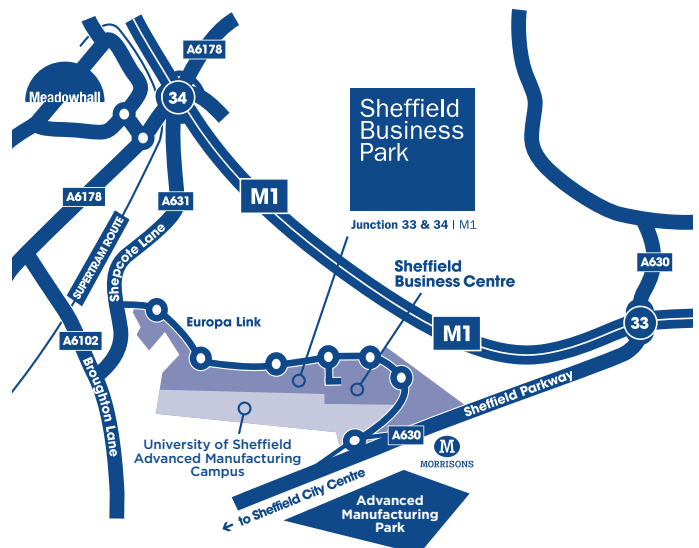 A6178
Meadowhall
34
Sheffield
Business
Park
A6178
A631
M1
Junction 33 & 34 | M1
SUPERTRAM ROUTE
Shepcote Lane
A630
Sheffield
Business Centre
Europa Link
33
M1
A6102
Broughton Lane
Sheffield Parkway
A630
University of Sheffield
Advanced Manufacturing
Campus
M
MORRISONS
← to Sheffield City Centre
Advanced
Manufacturing
Park